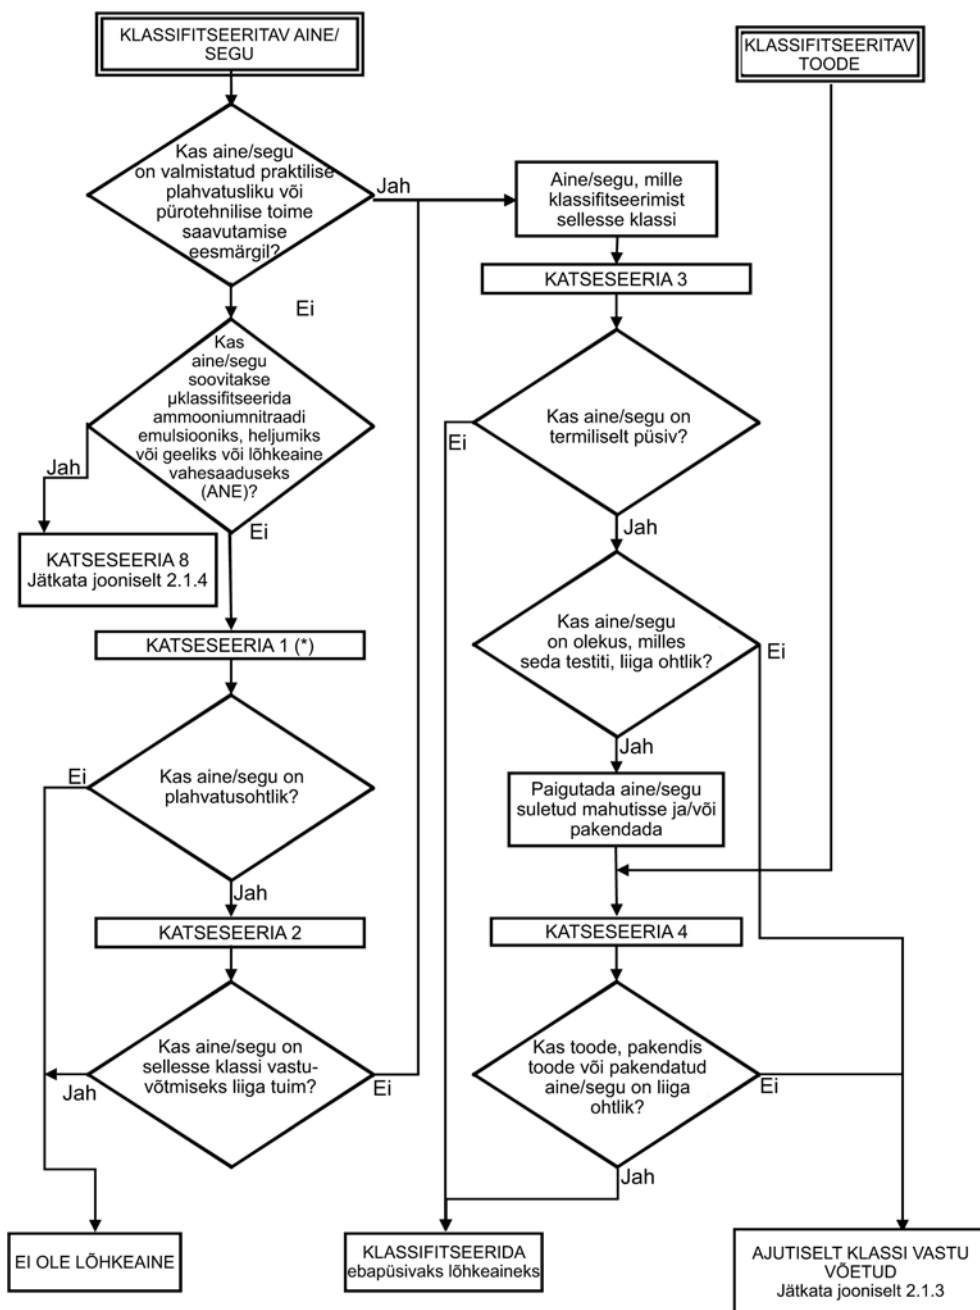 KLASSIFITSEERITAV AINE/
SEGU
KLASSIFITSEERITAV
TOODE
Kas aine/segu
on valmistatud praktilise
plahvatusliku või
pürotehnilise toime
saavutamise
eesmärgil?
Jah
Aine/segu, mille
klassifitseerimist
sellesse klassi
KATSESEERIA 3
Ei
Kas
aine/segu
soovitakse
µklassifitseerida
ammooniumnitraadi
emulsiooniks, heljumiks
või geeliks või lõhkeaine
vahesaaduseks
(ANE)?
Jah
Ei
KATSESEERIA 8
Jätkata jooniselt 2.1.4
Kas aine/segu on
termiliselt püsiv?
Ei
Jah
KATSESEERIA 1 (*)
Kas aine/segu
on olekus, milles
seda testiti, liiga ohtlik?
Ei
Jah
Kas aine/segu on
plahvatusohtlik?
Ei
Jah
Paigutada aine/segu
suletud mahutisse ja/või
pakendada
KATSESEERIA 2
KATSESEERIA 4
Kas aine/segu on
sellesse klassi vastu-
võtmiseks liiga tuim?
Jah
Ei
Kas toode, pakendis
toode või pakendatud
aine/segu on liiga
ohtlik?
Ei
Jah
EI OLE LÕHKEAINE
KLASSIFITSEERIDA
ebapüsivaks lõhkeaineks
AJUTISELT KLASSI VASTU
VÕETUD
Jätkata jooniselt 2.1.3